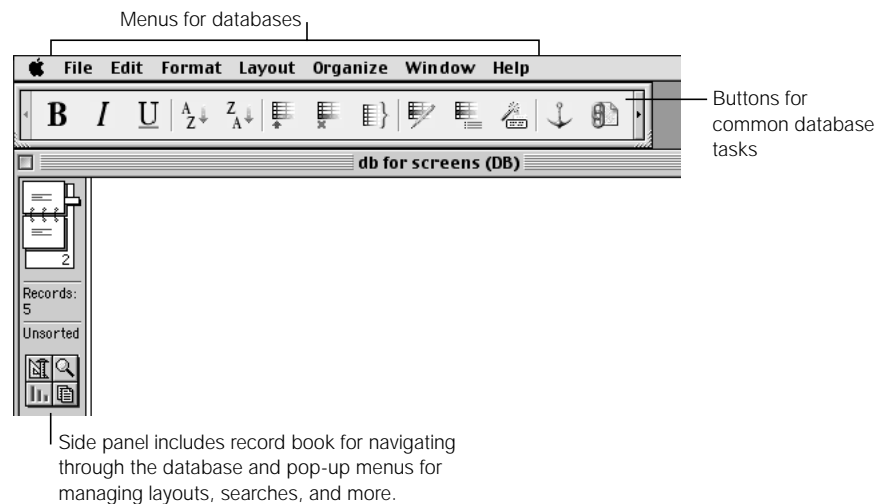 Menus for databases
File Edit Format Layout Organize Window Help
B I U A Z Z A
Buttons for
common database
tasks
db for screens (DB)
2
Records:
5
Unsorted
Side panel includes record book for navigating
through the database and pop-up menus for
managing layouts, searches, and more.